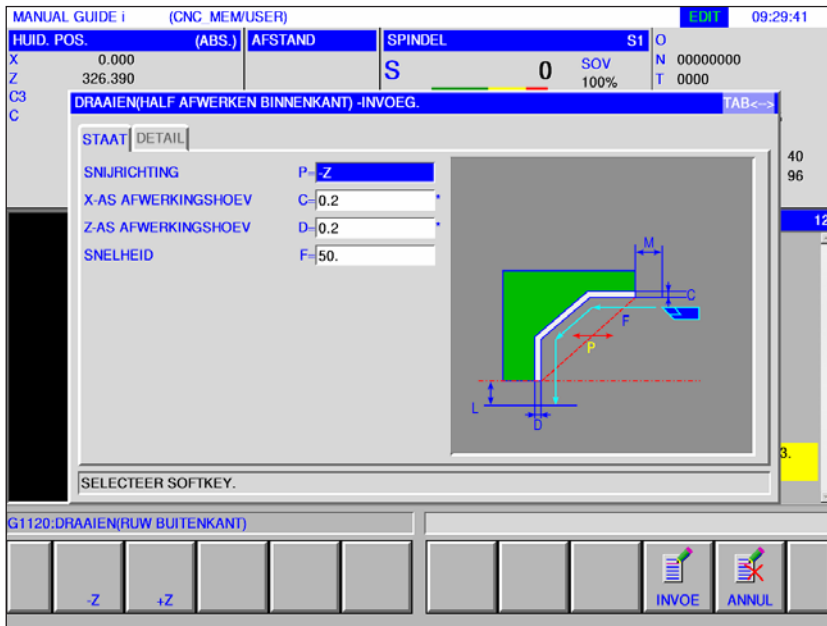 MANUAL GUIDE i (CNC_MEM/USER) EDIT 09:29:41
HUID. POS. (ABS.) AFSTAND SPINDEL S1 O
X 0.000 S 0 SOV N 00000000
Z 326.390 100% T 0000
C3
C
DRAAIEN(HALF AFWERKEN BINNENKANT) -INVOEG. TAB<-->
STAAT DETAIL
40
96
SNIJRICHTING P= -Z
X-AS AFWERKINGSHOEV C= 0.2 *
Z-AS AFWERKINGSHOEV D= 0.2 *
SNELHEID F= 50.
12
M
C
F
P
L
D
3.
SELECTEER SOFTKEY.
G1120:DRAAIEN(RUW BUITENKANT)
-Z +Z INVOE ANNUL